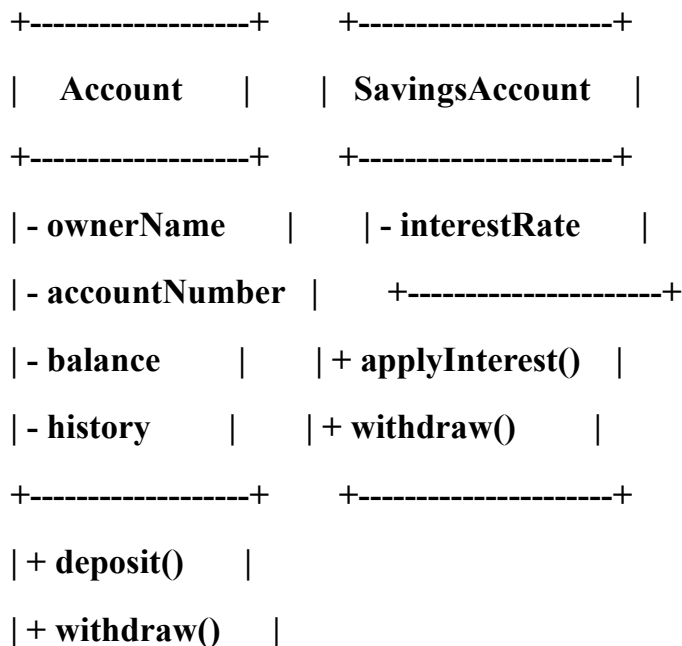 +-------------------+ +----------------------+
| Account | | SavingsAccount |
+-------------------+ +----------------------+
| - ownerName | | - interestRate |
| - accountNumber | +----------------------+
| - balance | | + applyInterest() |
| - history | | + withdraw() |
+-------------------+ +----------------------+
| + deposit() |
| + withdraw() |